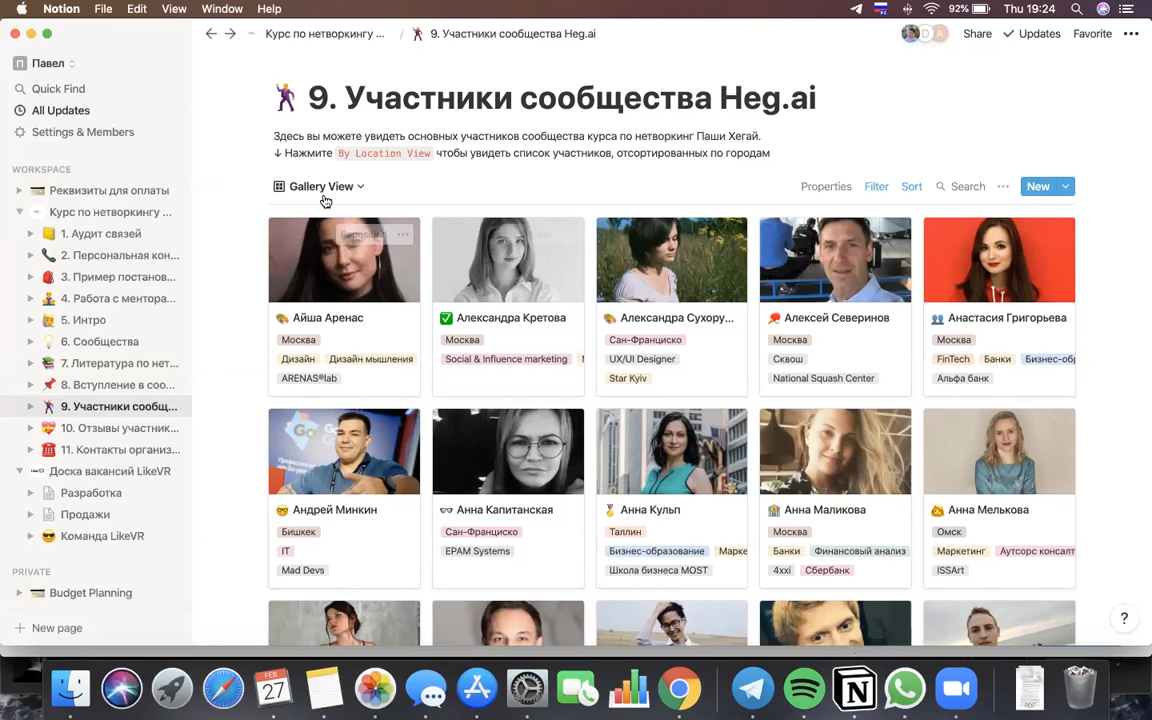 Notion File Edit View Window Help 92% Thu 19:24
Курс по нетворкингу ... / 9. Участники сообщества Heg.ai D A Share Updates Favorite
П Павел
Quick Find
All Updates
Settings & Members
WORKSPACE
Реквизиты для оплаты
Курс по нетворкингу ...
1. Аудит связей
2. Персональная кон...
3. Пример постанов...
4. Работа с ментора...
5. Интро
6. Сообщества
7. Литература по нет...
8. Вступление в соо...
9. Участники сообщ...
10. Отзывы участник...
11. Контакты организ...
Доска вакансий LikeVR
Разработка
Продажи
Команда LikeVR
PRIVATE
Budget Planning
New page
9. Участники сообщества Heg.ai
Здесь вы можете увидеть основных участников сообщества курса по нетворкинг Паши Хегай.
↓ Нажмите By Location View чтобы увидеть список участников, отсортированных по городам
Gallery View Properties Filter Sort Search New
Reposition
Айша Аренас
Москва
Дизайн Дизайн мышления
ARENAS®lab
Александра Кретова
Москва
Social & Influence marketing
Александра Сухору...
Сан-Франциско
UX/UI Designer
Star Kyiv
Алексей Северинов
Москва
Сквош
National Squash Center
Анастасия Григорьева
Москва
FinTech Банки Бизнес-об
Альфа банк
Андрей Минкин
Бишкек
IT
Mad Devs
Анна Капитанская
Сан-Франциско
EPAM Systems
Анна Кульп
Таллин
Бизнес-образование Марке
Школа бизнеса MOST
Анна Маликова
Москва
Банки Финансовый анализ
4xxi Сбербанк
Анна Мелькова
Омск
Маркетинг Аутсорс консалт
ISSArt
?
FEB
27
PDF